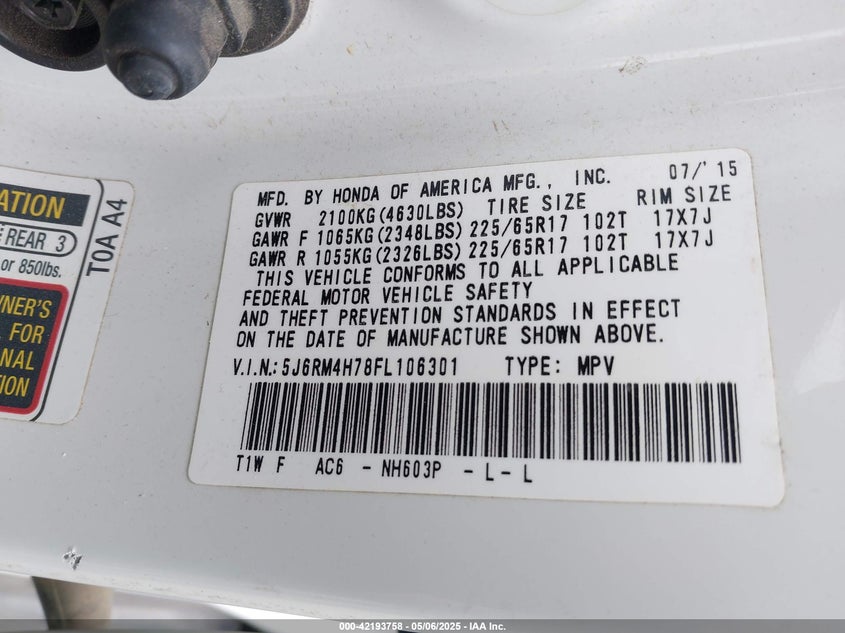 ATION
REAR 3
or 850lbs.
WNER'S
L FOR
ONAL
TION
T0A A4
MFD. BY HONDA OF AMERICA MFG., INC. 07/'15
GVWR 2100KG(4630LBS) TIRE SIZE RIM SIZE
GAWR F 1065KG(2348LBS) 225/65R17 102T 17X7J
GAWR R 1055KG(2326LBS) 225/65R17 102T 17X7J
THIS VEHICLE CONFORMS TO ALL APPLICABLE
FEDERAL MOTOR VEHICLE SAFETY
AND THEFT PREVENTION STANDARDS IN EFFECT
ON THE DATE OF MANUFACTURE SHOWN ABOVE.
V.I.N.: 5J6RM4H78FL106301 TYPE: MPV
T1W F AC6 - NH603P - L - L
000-42193758 - 05/06/2025 - IAA Inc.